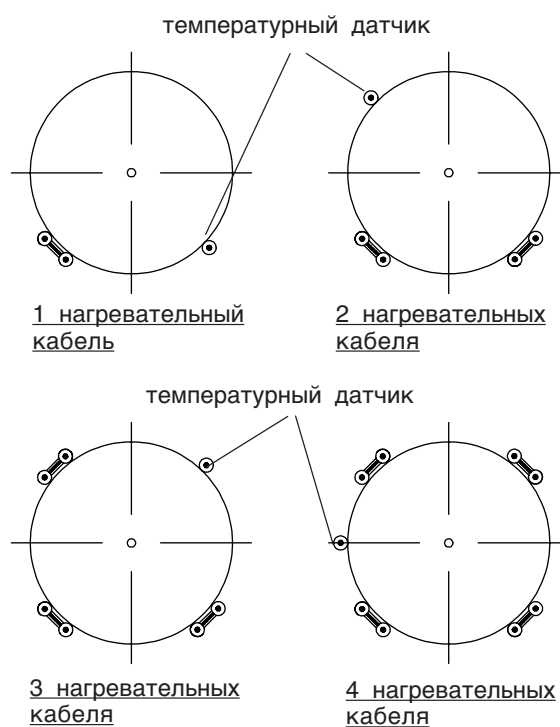 температурный датчик
1 нагревательный
кабель
2 нагревательных
кабеля
температурный датчик
3 нагревательных
кабеля
4 нагревательных
кабеля